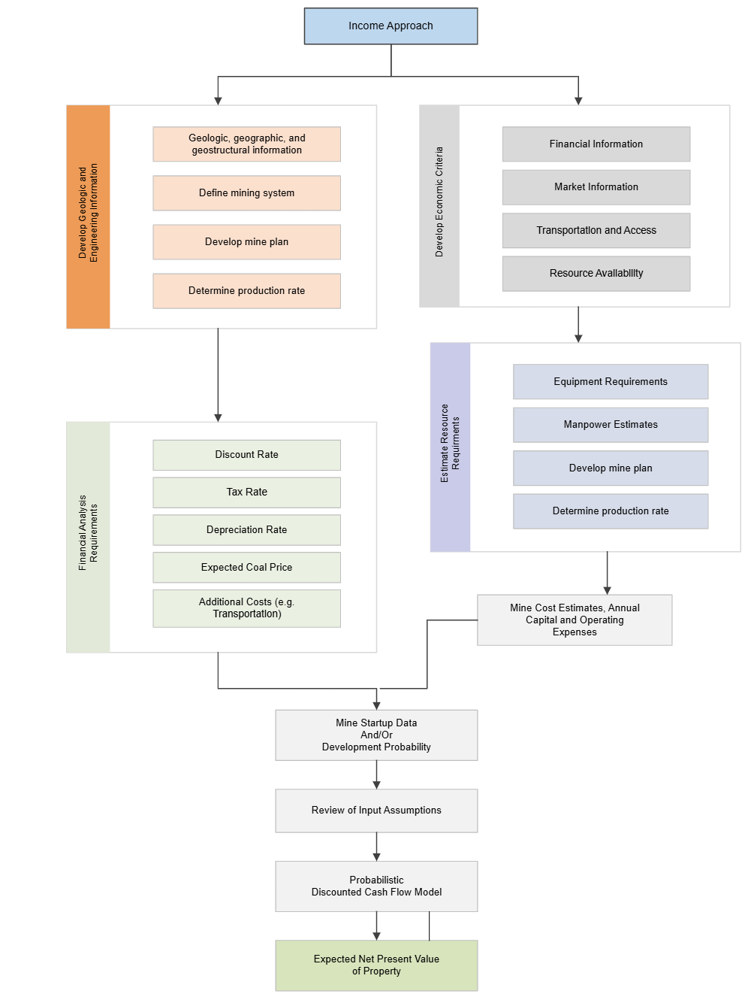 Income Approach
Develop Geologic and
Engineering Information
Geologic, geographic, and
geostructural information
Define mining system
Develop mine plan
Determine production rate
Develop Economic Criteria
Financial Information
Market Information
Transportation and Access
Resource Availability
Estimate Resource
Requirments
Equipment Requirements
Manpower Estimates
Develop mine plan
Determine production rate
Financial Analysis
Requirements
Discount Rate
Tax Rate
Depreciation Rate
Expected Coal Price
Additional Costs (e.g.
Transportation)
Mine Cost Estimates, Annual
Capital and Operating
Expenses
Mine Startup Data
And/Or
Development Probability
Review of Input Assumptions
Probabilistic
Discounted Cash Flow Model
Expected Net Present Value
of Property